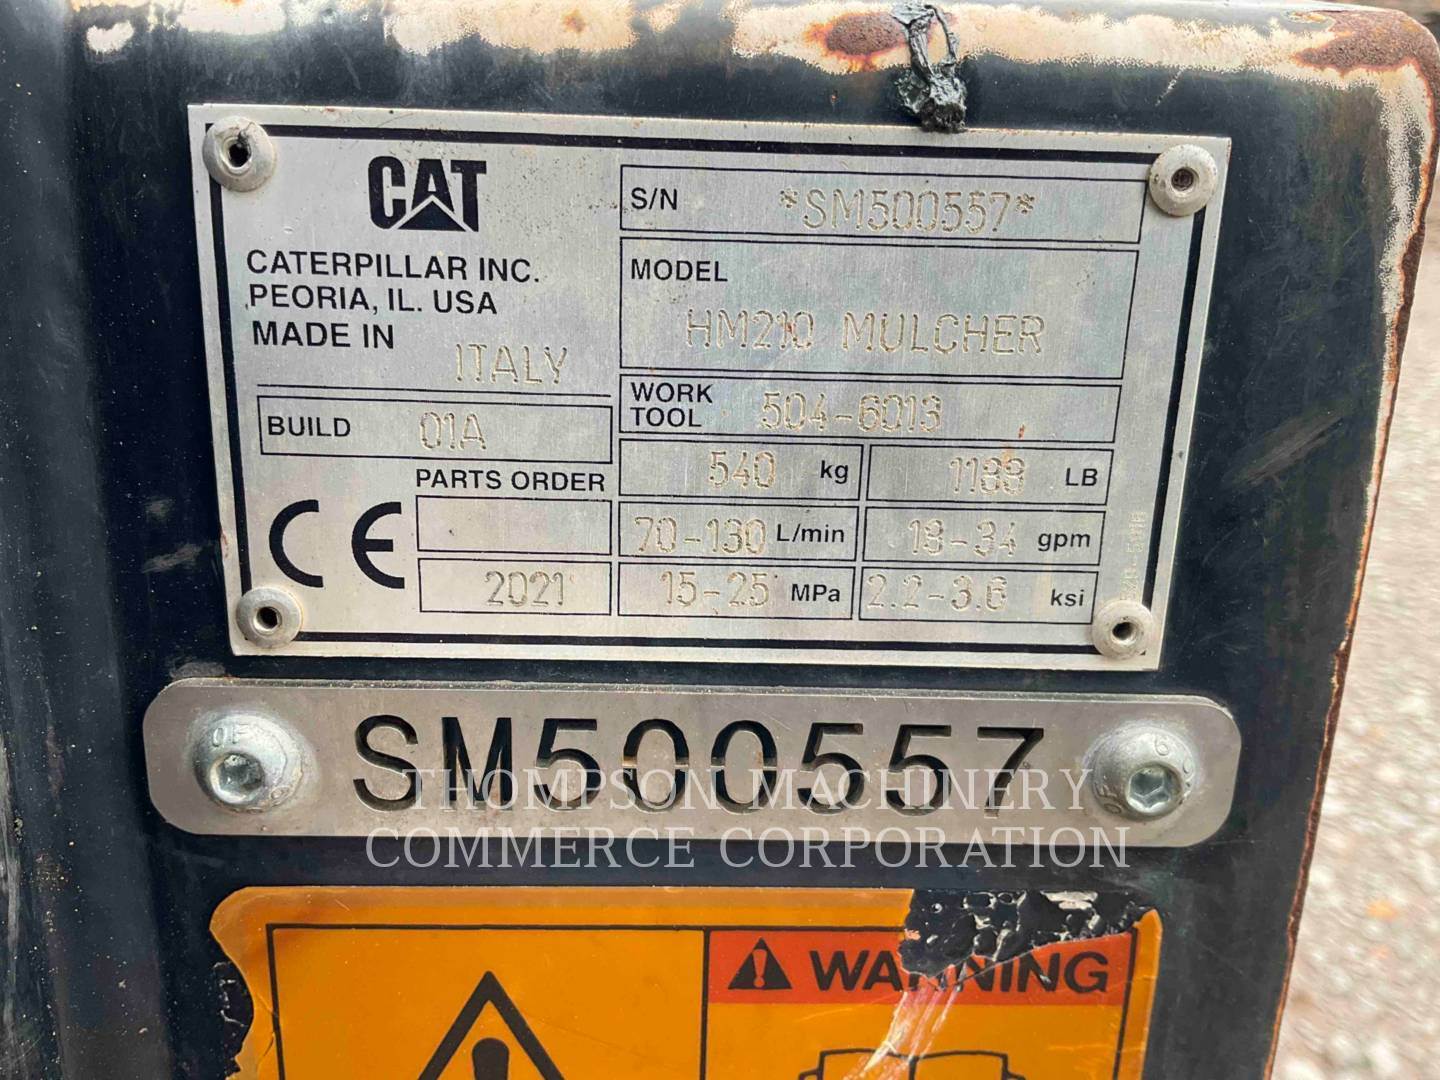 CAT
CATERPILLAR INC.
PEORIA, IL. USA
MADE IN ITALY
BUILD 01A
PARTS ORDER
2021
CE
S/N *SM500557*
MODEL
HM210 MULCHER
WORK TOOL 504-6013
540 kg 1188 LB
70-130 L/min 18-34 gpm
15-25 MPa 2.2-3.6 ksi
SM500557
THOMPSON MACHINERY
COMMERCE CORPORATION
WARNING